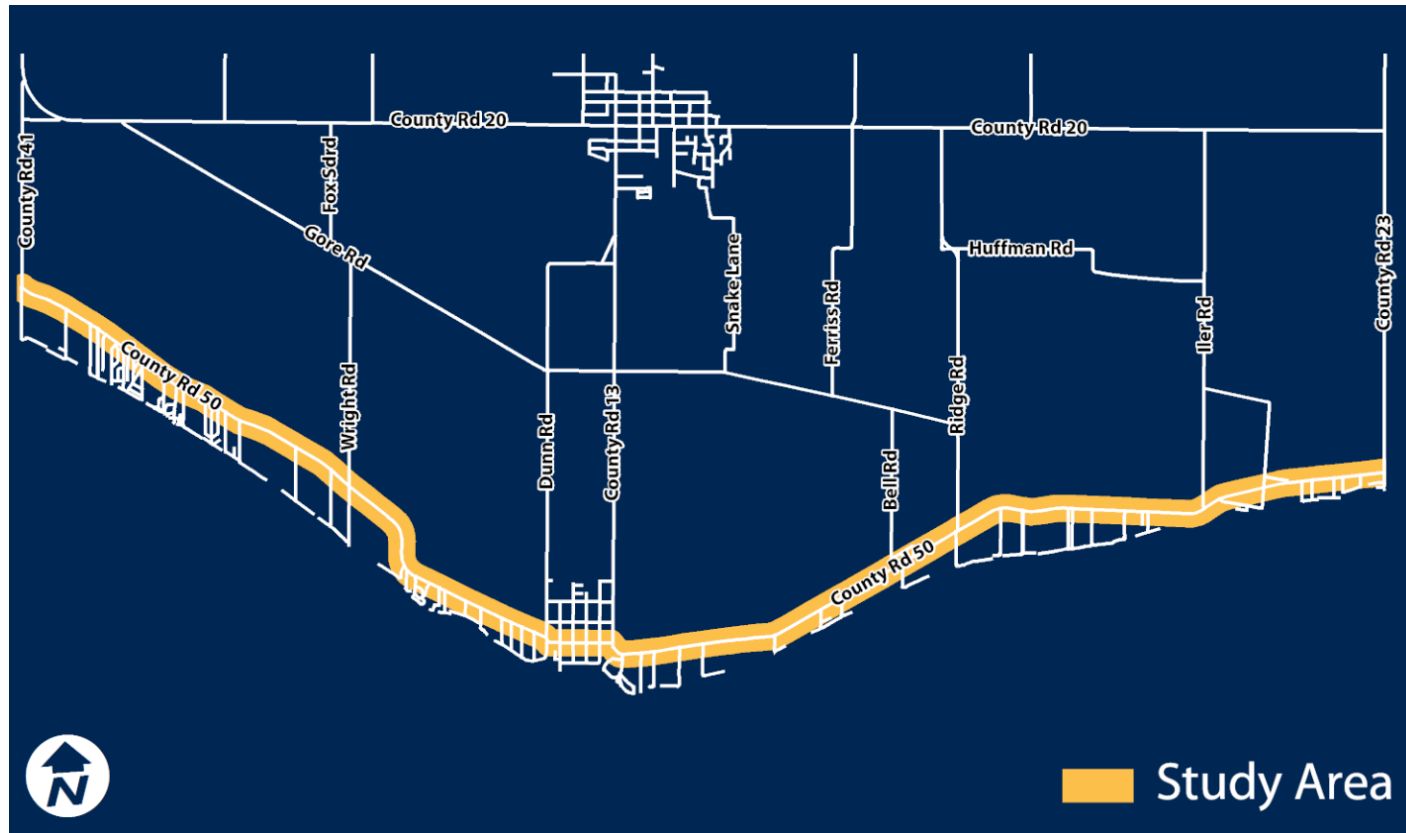 County Rd 20
County Rd 20
County Rd 41
Fox Sdrd
Gore Rd
Snake Lane
Ferriss Rd
Huffman Rd
County Rd 23
Iler Rd
County Rd 50
Wright Rd
Dunn Rd
County Rd 13
Ridge Rd
Bell Rd
County Rd 50
N
Study Area